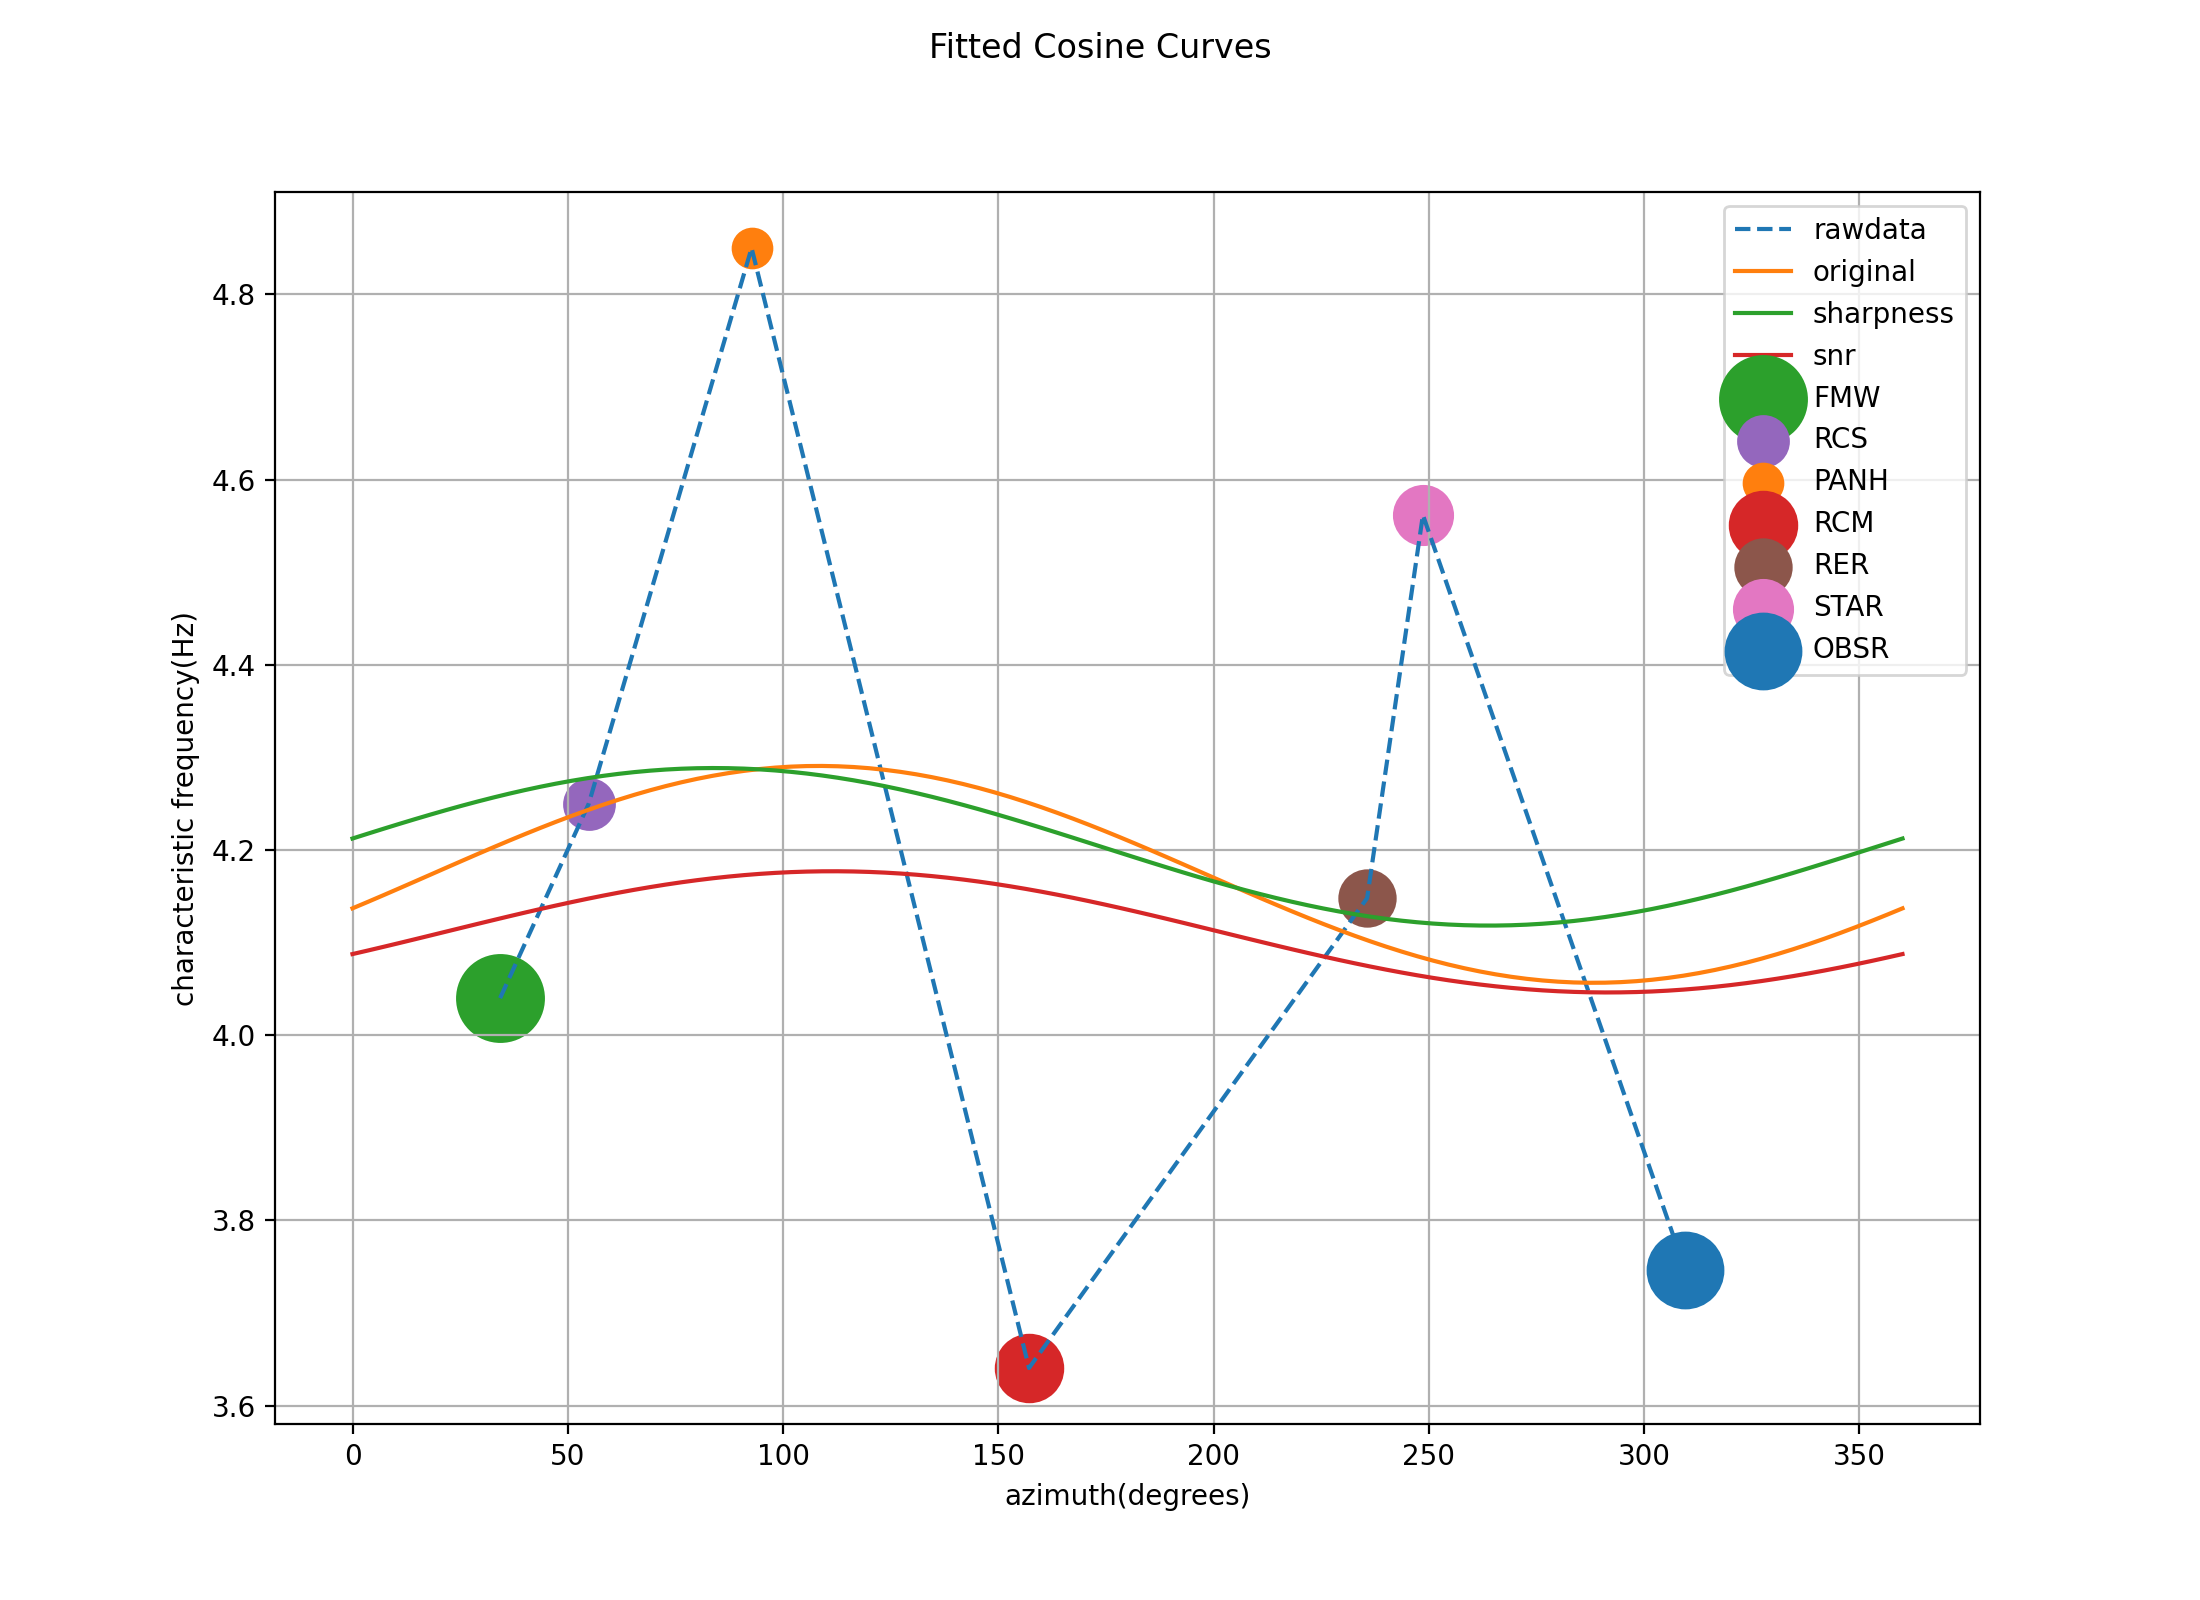 Fitted Cosine Curves
rawdata
original
sharpness
snr
FMW
RCS
PANH
RCM
RER
STAR
OBSR
characteristic frequency(Hz)
4.8
4.6
4.4
4.2
4.0
3.8
3.6
0 50 100 150 200 250 300 350
azimuth(degrees)